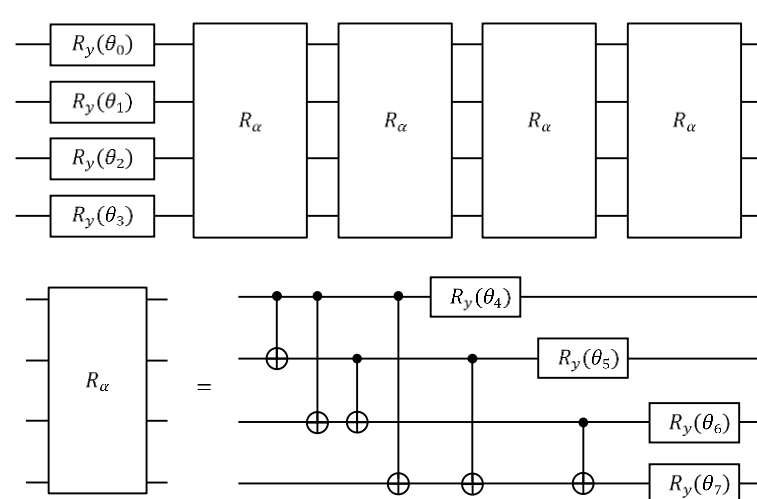 R_y(θ_0)
R_y(θ_1)
R_y(θ_2)
R_y(θ_3)
R_α R_α R_α R_α
R_α =
R_y(θ_4)
R_y(θ_5)
R_y(θ_6)
R_y(θ_7)